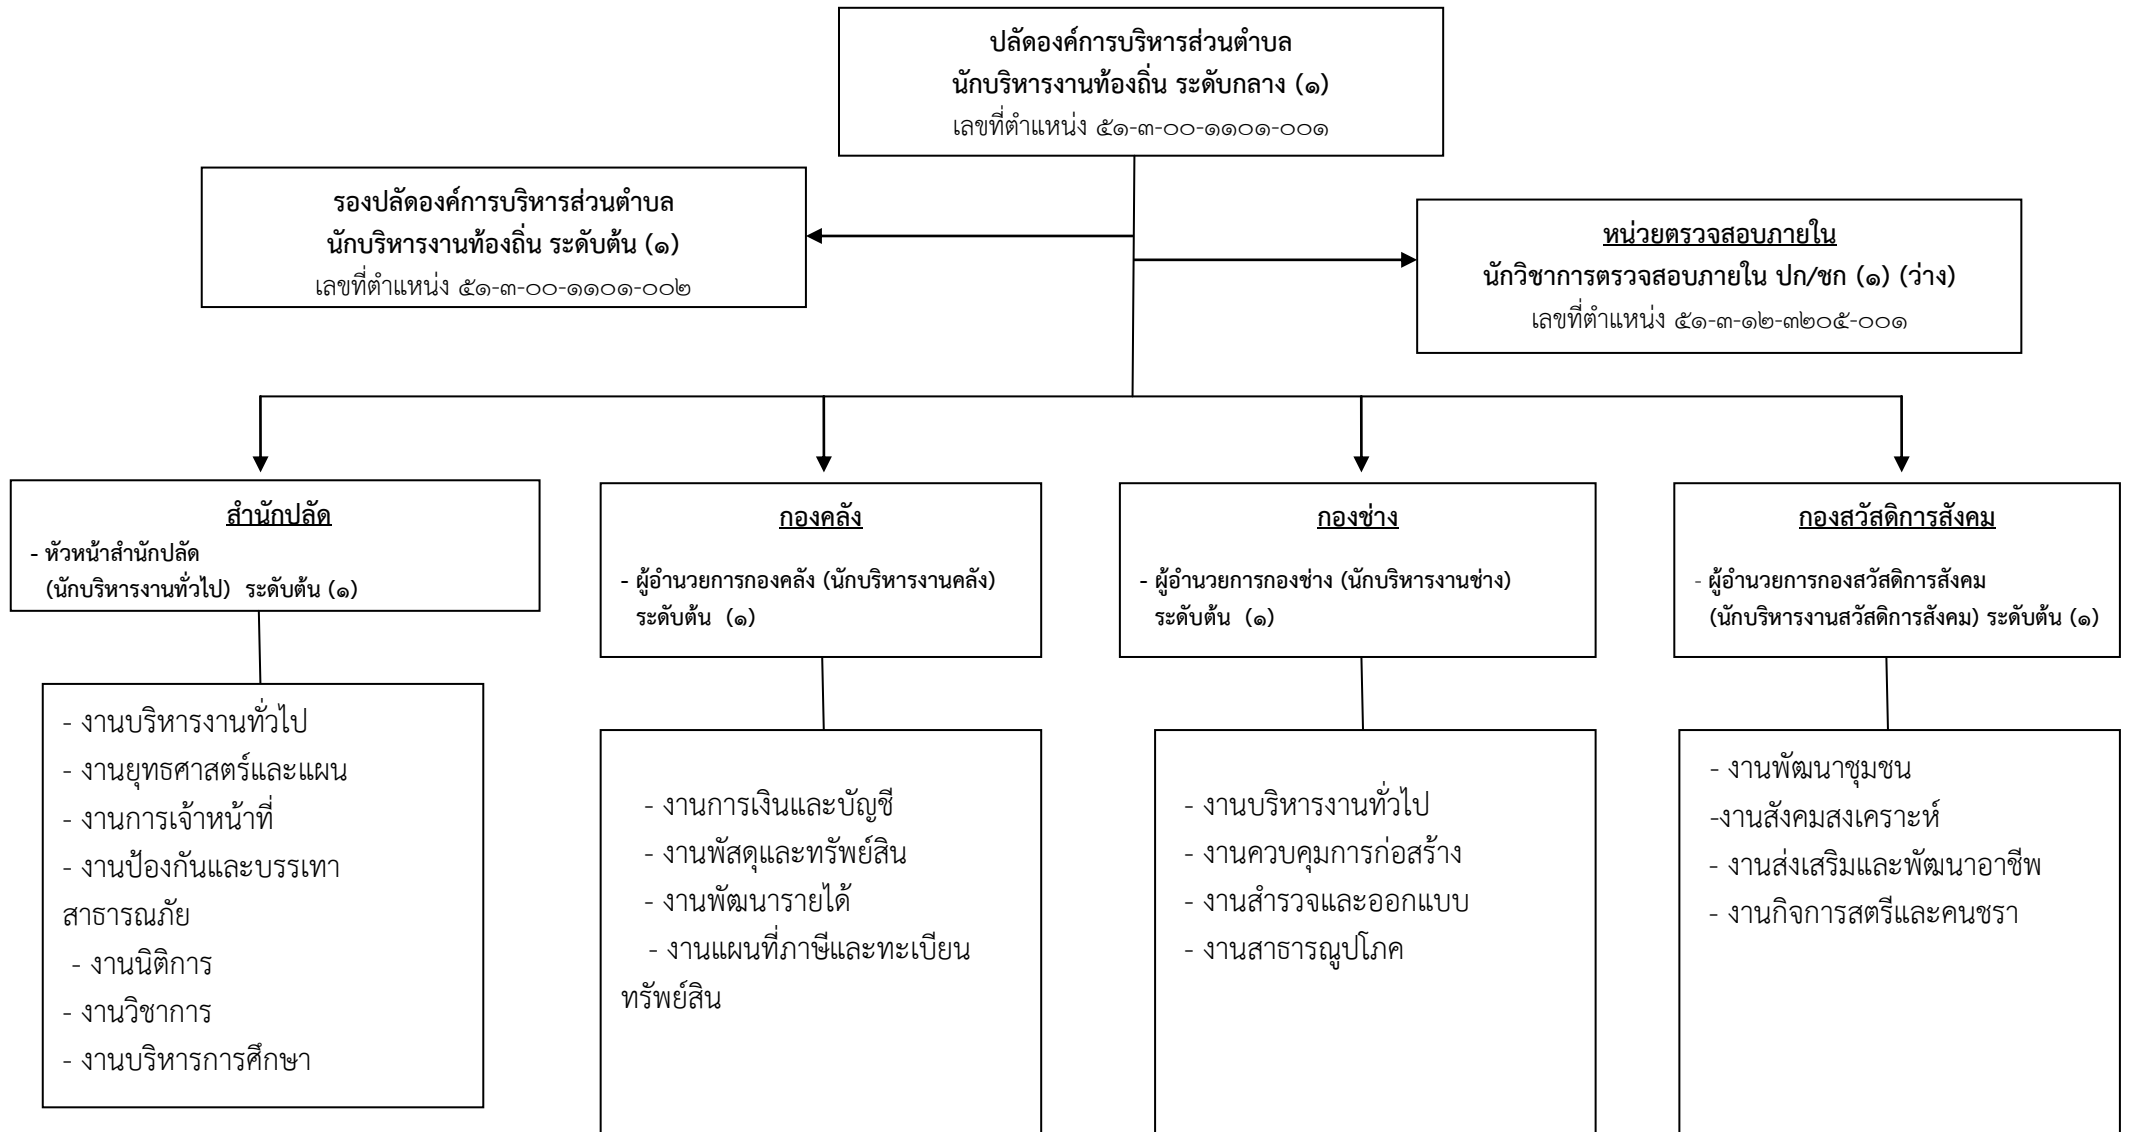 ปลัดองค์การบริหารส่วนตำบล
นักบริหารงานท้องถิ่น ระดับกลาง (๑)
เลขที่ตำแหน่ง ๕๑-๓-๐๐-๑๑๐๑-๐๐๑
รองปลัดองค์การบริหารส่วนตำบล
นักบริหารงานท้องถิ่น ระดับต้น (๑)
เลขที่ตำแหน่ง ๕๑-๓-๐๐-๑๑๐๑-๐๐๒
หน่วยตรวจสอบภายใน
นักวิชาการตรวจสอบภายใน ปก/ชก (๑) (ว่าง)
เลขที่ตำแหน่ง ๕๑-๓-๑๒-๓๒๐๕-๐๐๑
สำนักปลัด
- หัวหน้าสำนักปลัด
(นักบริหารงานทั่วไป) ระดับต้น (๑)
กองคลัง
- ผู้อำนวยการกองคลัง (นักบริหารงานคลัง)
ระดับต้น (๑)
กองช่าง
- ผู้อำนวยการกองช่าง (นักบริหารงานช่าง)
ระดับต้น (๑)
กองสวัสดิการสังคม
- ผู้อำนวยการกองสวัสดิการสังคม
(นักบริหารงานสวัสดิการสังคม) ระดับต้น (๑)
- งานบริหารงานทั่วไป
- งานยุทธศาสตร์และแผน
- งานการเจ้าหน้าที่
- งานป้องกันและบรรเทา
สาธารณภัย
- งานนิติการ
- งานวิชาการ
- งานบริหารการศึกษา
- งานการเงินและบัญชี
- งานพัสดุและทรัพย์สิน
- งานพัฒนารายได้
- งานแผนที่ภาษีและทะเบียน
ทรัพย์สิน
- งานบริหารงานทั่วไป
- งานควบคุมการก่อสร้าง
- งานสำรวจและออกแบบ
- งานสาธารณูปโภค
- งานพัฒนาชุมชน
-งานสังคมสงเคราะห์
- งานส่งเสริมและพัฒนาอาชีพ
- งานกิจการสตรีและคนชรา